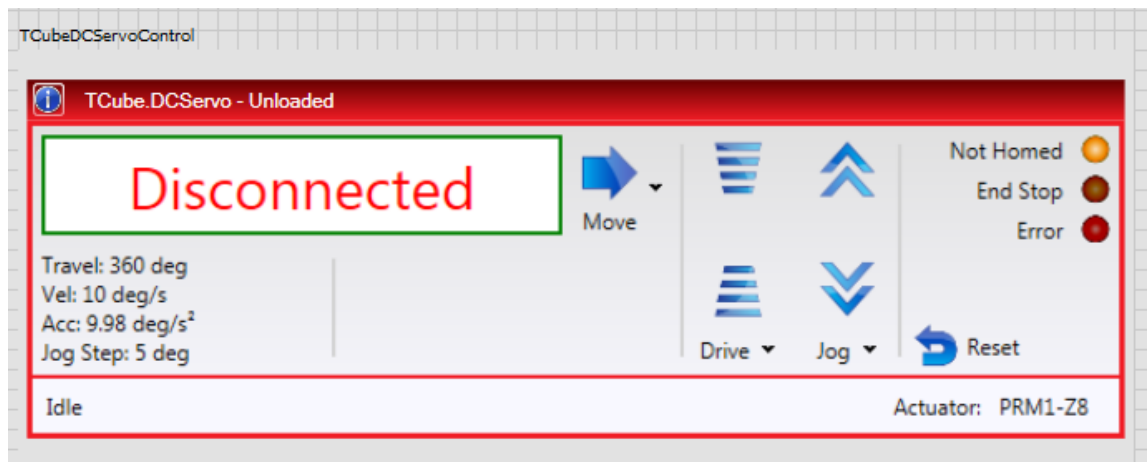 TCubeDCServoControl
TCube.DCServo - Unloaded
Disconnected
Move
Not Homed
End Stop
Error
Travel: 360 deg
Vel: 10 deg/s
Acc: 9.98 deg/s²
Jog Step: 5 deg
Drive
Jog
Reset
Idle
Actuator: PRM1-Z8